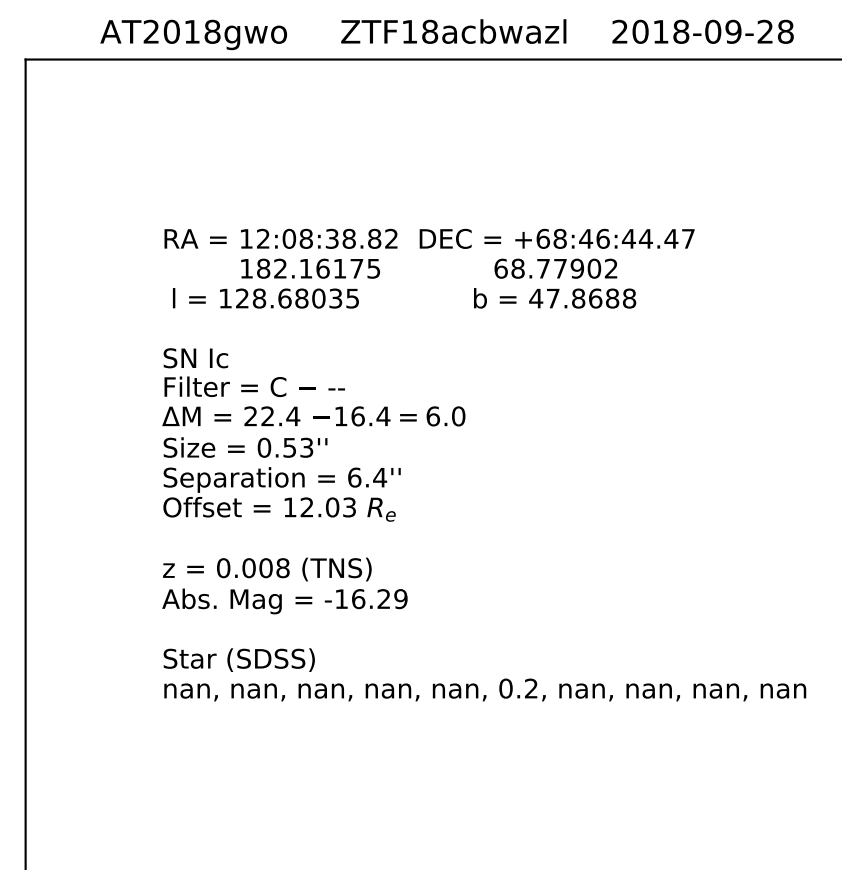 AT2018gwo ZTF18acbwazl 2018-09-28
RA = 12:08:38.82 DEC = +68:46:44.47
182.16175 68.77902
l = 128.68035 b = 47.8688
SN Ic
Filter = C − --
ΔM = 22.4 −16.4 = 6.0
Size = 0.53''
Separation = 6.4''
Offset = 12.03 Rₑ
z = 0.008 (TNS)
Abs. Mag = -16.29
Star (SDSS)
nan, nan, nan, nan, nan, 0.2, nan, nan, nan, nan